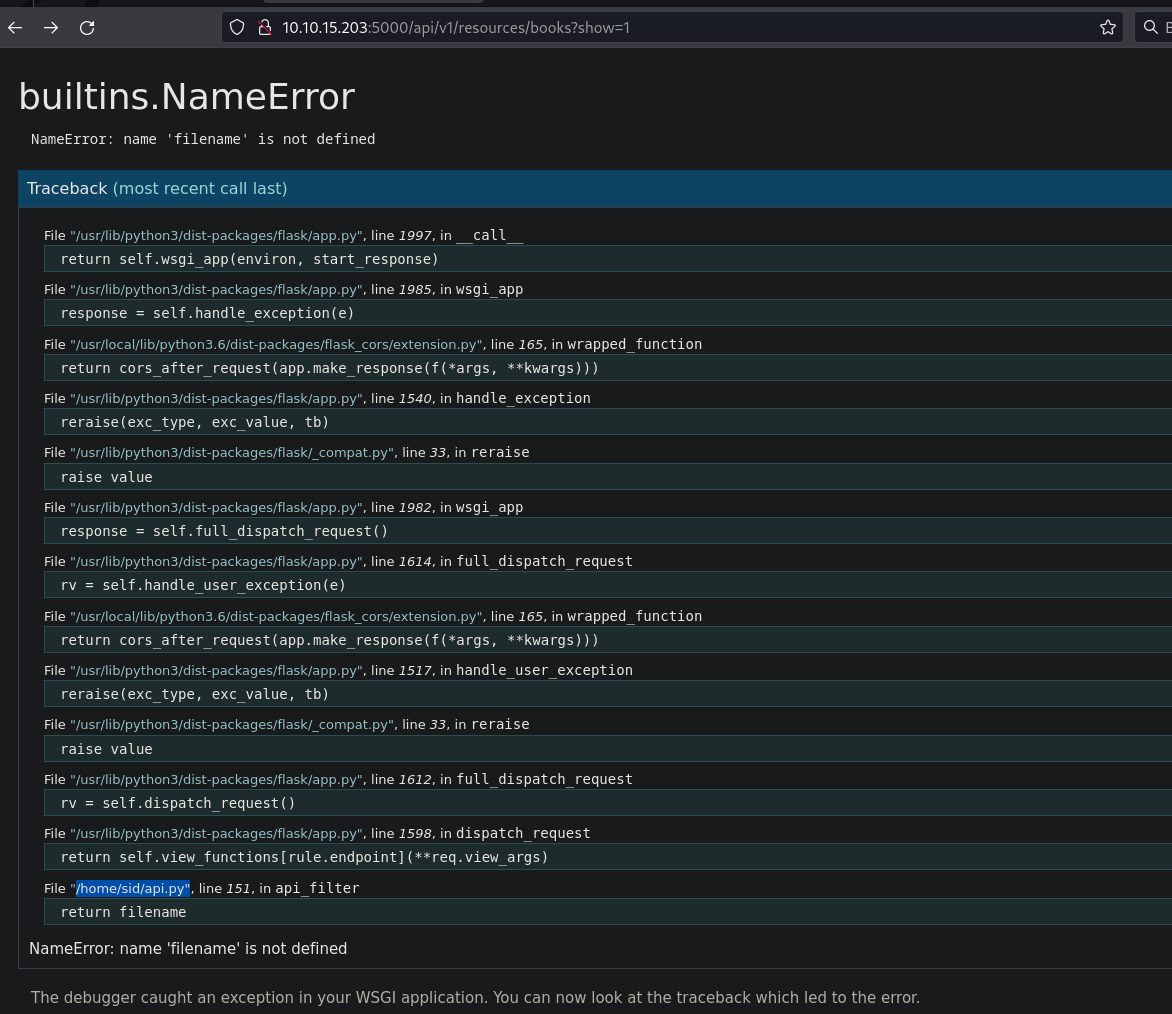 10.10.15.203:5000/api/v1/resources/books?show=1
builtins.NameError
NameError: name 'filename' is not defined
Traceback (most recent call last)
File "/usr/lib/python3/dist-packages/flask/app.py", line 1997, in __call__
return self.wsgi_app(environ, start_response)
File "/usr/lib/python3/dist-packages/flask/app.py", line 1985, in wsgi_app
response = self.handle_exception(e)
File "/usr/local/lib/python3.6/dist-packages/flask_cors/extension.py", line 165, in wrapped_function
return cors_after_request(app.make_response(f(*args, **kwargs)))
File "/usr/lib/python3/dist-packages/flask/app.py", line 1540, in handle_exception
reraise(exc_type, exc_value, tb)
File "/usr/lib/python3/dist-packages/flask/_compat.py", line 33, in reraise
raise value
File "/usr/lib/python3/dist-packages/flask/app.py", line 1982, in wsgi_app
response = self.full_dispatch_request()
File "/usr/lib/python3/dist-packages/flask/app.py", line 1614, in full_dispatch_request
rv = self.handle_user_exception(e)
File "/usr/local/lib/python3.6/dist-packages/flask_cors/extension.py", line 165, in wrapped_function
return cors_after_request(app.make_response(f(*args, **kwargs)))
File "/usr/lib/python3/dist-packages/flask/app.py", line 1517, in handle_user_exception
reraise(exc_type, exc_value, tb)
File "/usr/lib/python3/dist-packages/flask/_compat.py", line 33, in reraise
raise value
File "/usr/lib/python3/dist-packages/flask/app.py", line 1612, in full_dispatch_request
rv = self.dispatch_request()
File "/usr/lib/python3/dist-packages/flask/app.py", line 1598, in dispatch_request
return self.view_functions[rule.endpoint](**req.view_args)
File "/home/sid/api.py", line 151, in api_filter
return filename
NameError: name 'filename' is not defined
The debugger caught an exception in your WSGI application. You can now look at the traceback which led to the error.